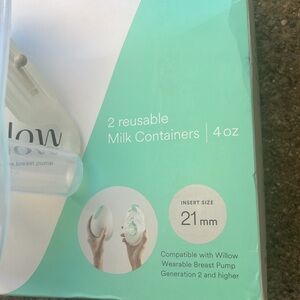 low
2 reusable
Milk Containers | 4 oz
INSERT SIZE
21 mm
Compatible with Willow
Wearable Breast Pump
Generation 2 and higher